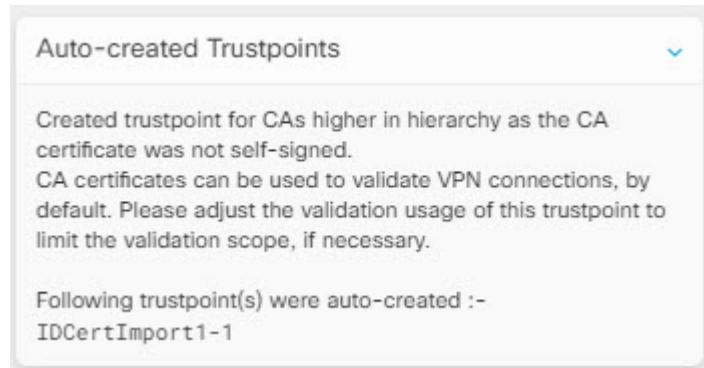 Auto-created Trustpoints
Created trustpoint for CAs higher in hierarchy as the CA
certificate was not self-signed.
CA certificates can be used to validate VPN connections, by
default. Please adjust the validation usage of this trustpoint to
limit the validation scope, if necessary.
Following trustpoint(s) were auto-created :-
IDCertImport1-1